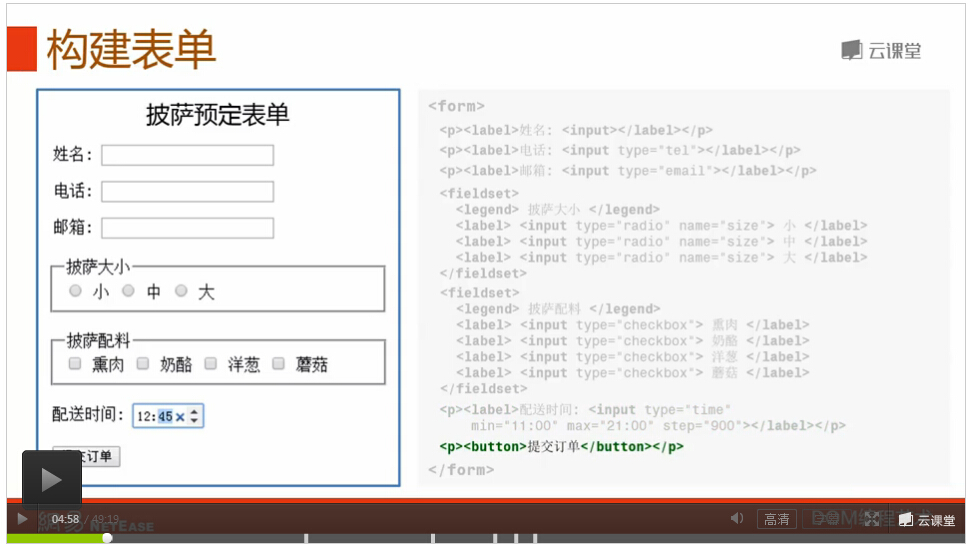 构建表单
云课堂
披萨预定表单
姓名:
电话:
邮箱:
披萨大小
小 中 大
披萨配料
熏肉 奶酪 洋葱 蘑菇
配送时间: 12:45
订单
<form>
<p><label>姓名: <input></label></p>
<p><label>电话: <input type="tel"></label></p>
<p><label>邮箱: <input type="email"></label></p>
<fieldset>
<legend> 披萨大小 </legend>
<label> <input type="radio" name="size"> 小 </label>
<label> <input type="radio" name="size"> 中 </label>
<label> <input type="radio" name="size"> 大 </label>
</fieldset>
<fieldset>
<legend> 披萨配料 </legend>
<label> <input type="checkbox"> 熏肉 </label>
<label> <input type="checkbox"> 奶酪 </label>
<label> <input type="checkbox"> 洋葱 </label>
<label> <input type="checkbox"> 蘑菇 </label>
</fieldset>
<p><label>配送时间: <input type="time"
min="11:00" max="21:00" step="900"></label></p>
<p><button>提交订单</button></p>
</form>
04:58 / 49:19
NETEASE
高清
云课堂